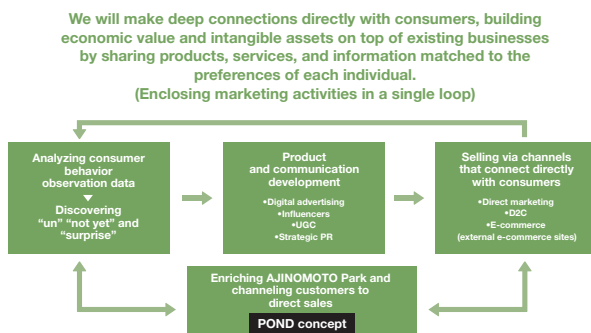 We will make deep connections directly with consumers, building
economic value and intangible assets on top of existing businesses
by sharing products, services, and information matched to the
preferences of each individual.
(Enclosing marketing activities in a single loop)
Analyzing consumer
behavior
observation data
Discovering
“un” “not yet” and
“surprise”
Product
and communication
development
•Digital advertising
•Influencers
•UGC
•Strategic PR
Selling via channels
that connect directly
with consumers
•Direct marketing
•D2C
•E-commerce
(external e-commerce sites)
Enriching AJINOMOTO Park and
channeling customers to
direct sales
POND concept